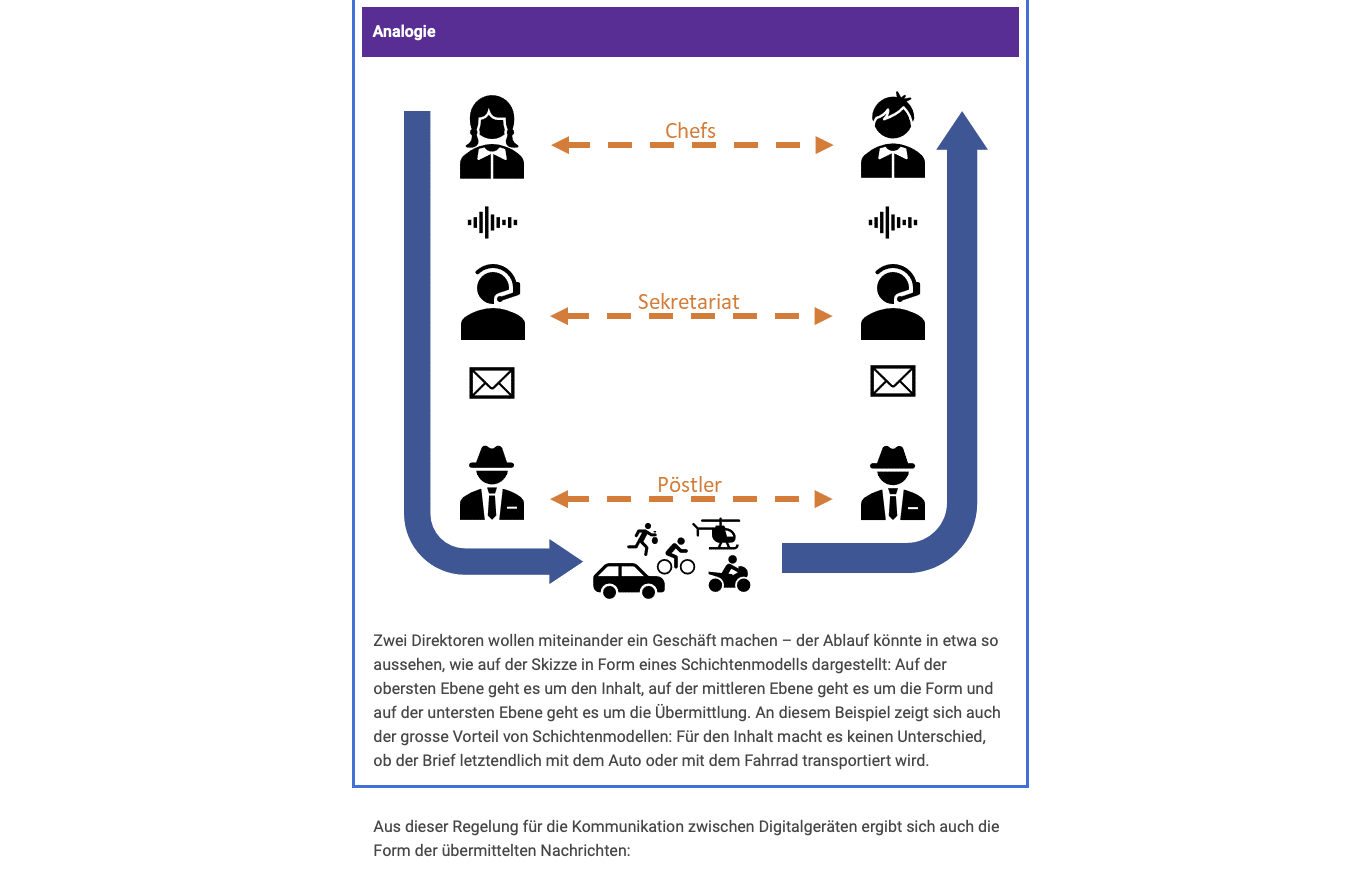 Analogie
Chefs
Sekretariat
Pöstler
Zwei Direktoren wollen miteinander ein Geschäft machen – der Ablauf könnte in etwa so
aussehen, wie auf der Skizze in Form eines Schichtenmodells dargestellt: Auf der
obersten Ebene geht es um den Inhalt, auf der mittleren Ebene geht es um die Form und
auf der untersten Ebene geht es um die Übermittlung. An diesem Beispiel zeigt sich auch
der grosse Vorteil von Schichtenmodellen: Für den Inhalt macht es keinen Unterschied,
ob der Brief letztendlich mit dem Auto oder mit dem Fahrrad transportiert wird.
Aus dieser Regelung für die Kommunikation zwischen Digitalgeräten ergibt sich auch die
Form der übermittelten Nachrichten: